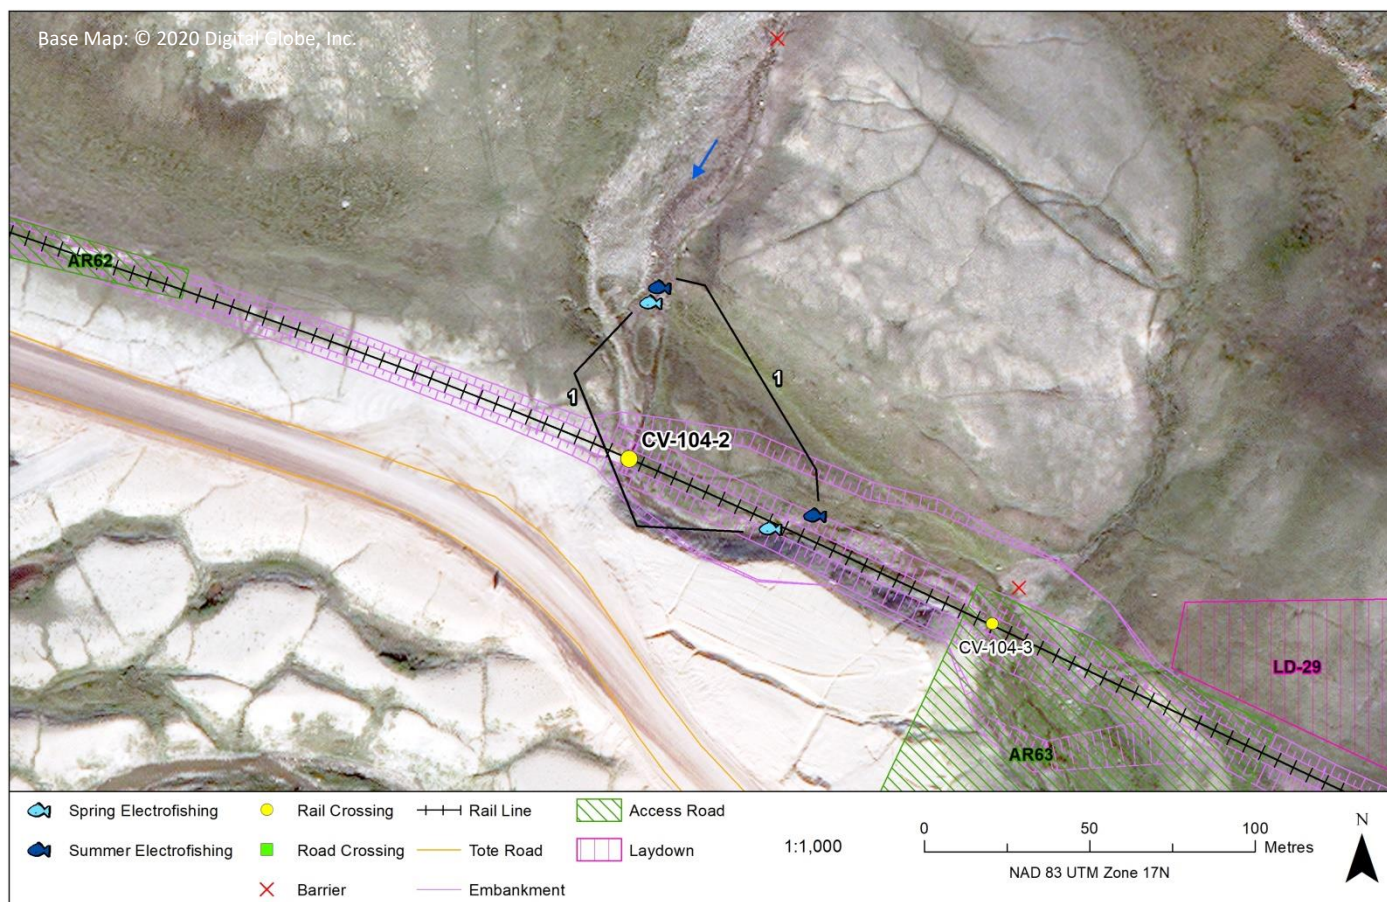 Base Map: © 2020 Digital Globe, Inc.
AR62
1
1
CV-104-2
CV-104-3
LD-29
AR63
Spring Electrofishing
Rail Crossing
Rail Line
Access Road
Summer Electrofishing
Road Crossing
Tote Road
Laydown
Barrier
Embankment
1:1,000
0 50 100
Metres
NAD 83 UTM Zone 17N
N